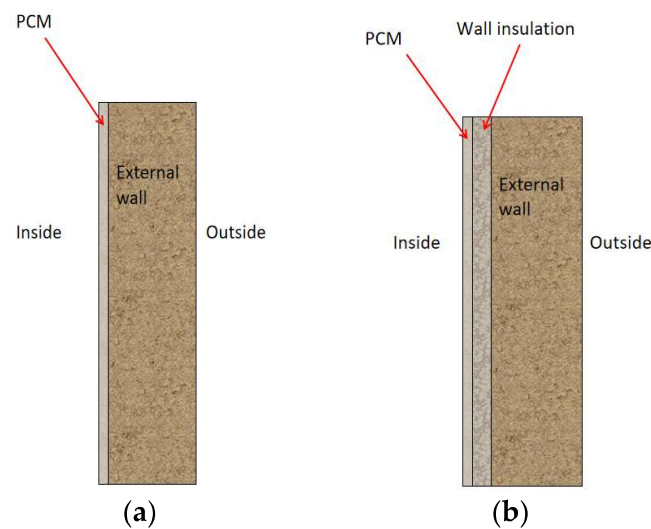 PCM
External
wall
Inside
Outside
(a)
PCM
Wall insulation
External
wall
Inside
Outside
(b)